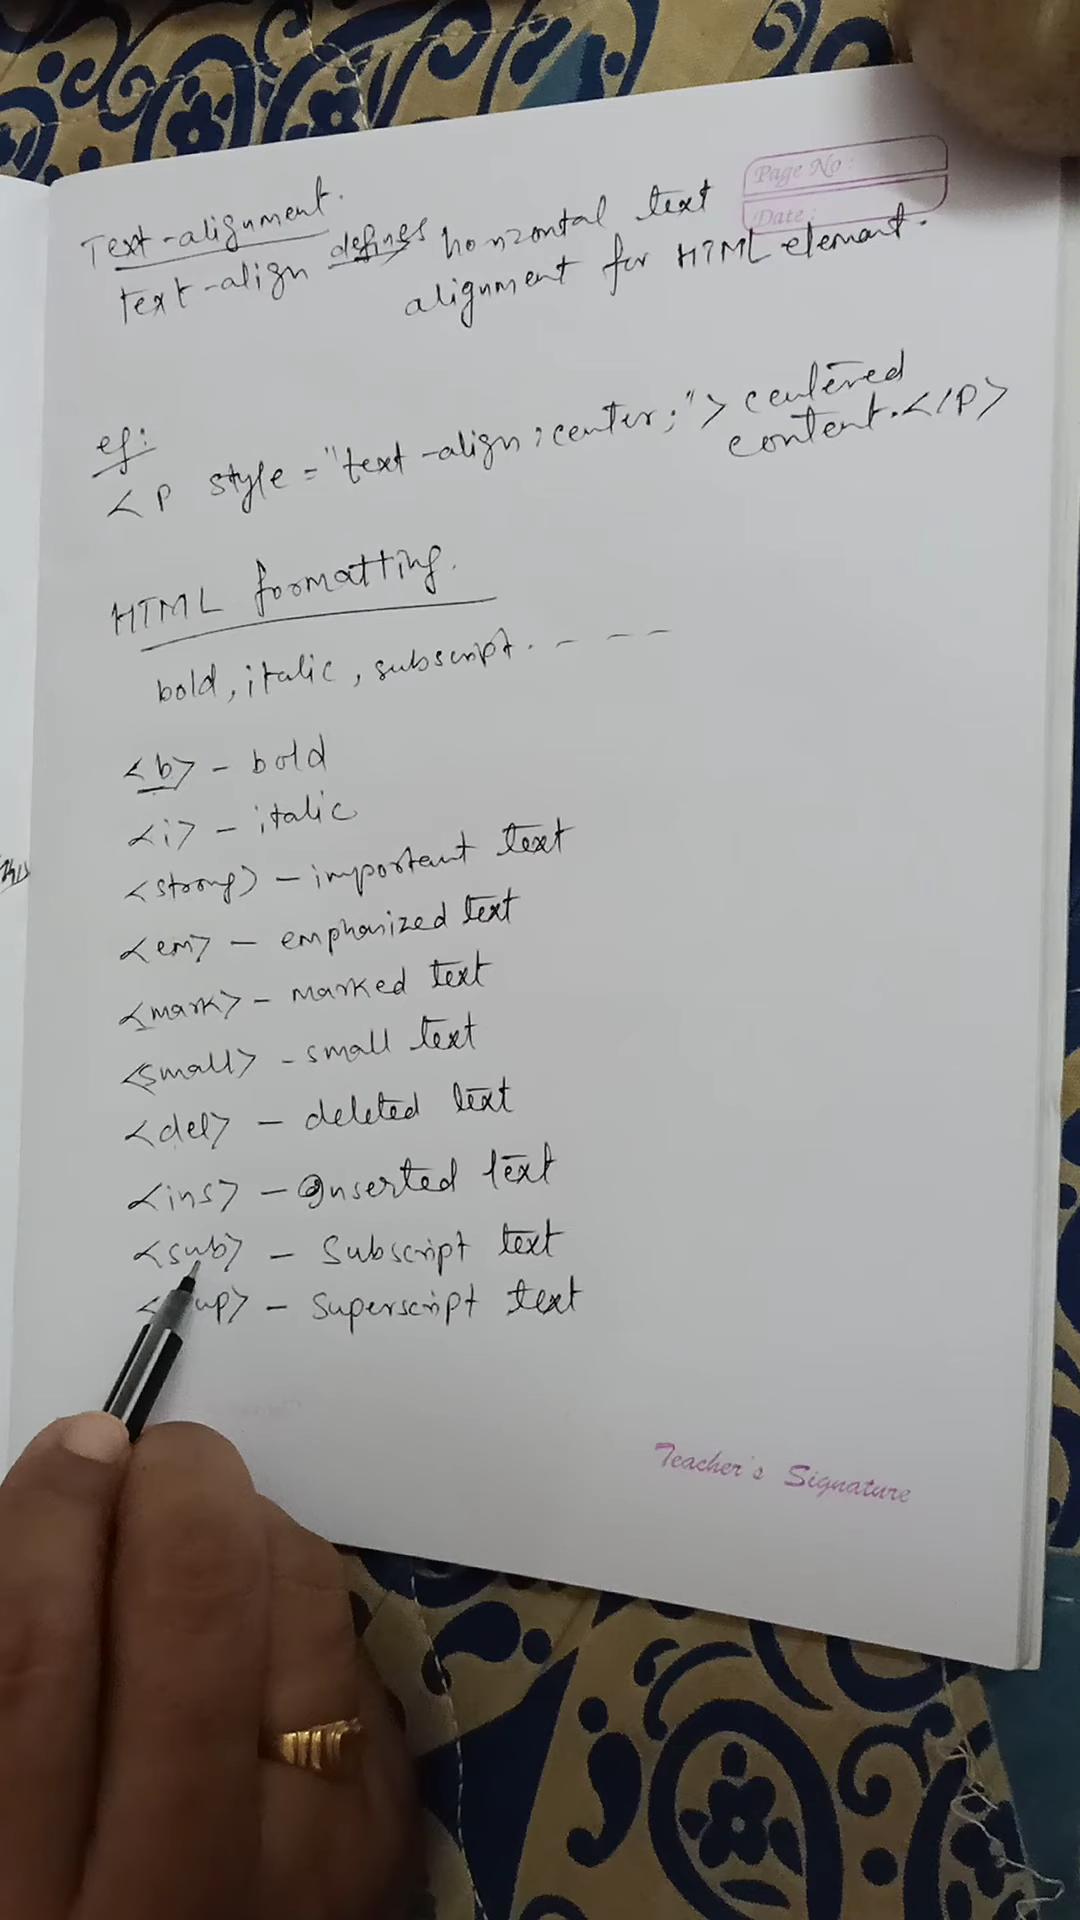 Page No :
Date :
Text-alignment.
text-align defines horizontal text
alignment for HTML element.
eg:
<p style="text-align:center;"> centered
content.</p>
HTML formatting.
bold, italic, subscript. - - -
<b> - bold
<i> - italic
<strong> - important text
<em> - emphasized text
<mark> - marked text
<small> - small text
<del> - deleted text
<ins> - Inserted text
<sub> - Subscript text
up> - Superscript text
Teacher's Signature